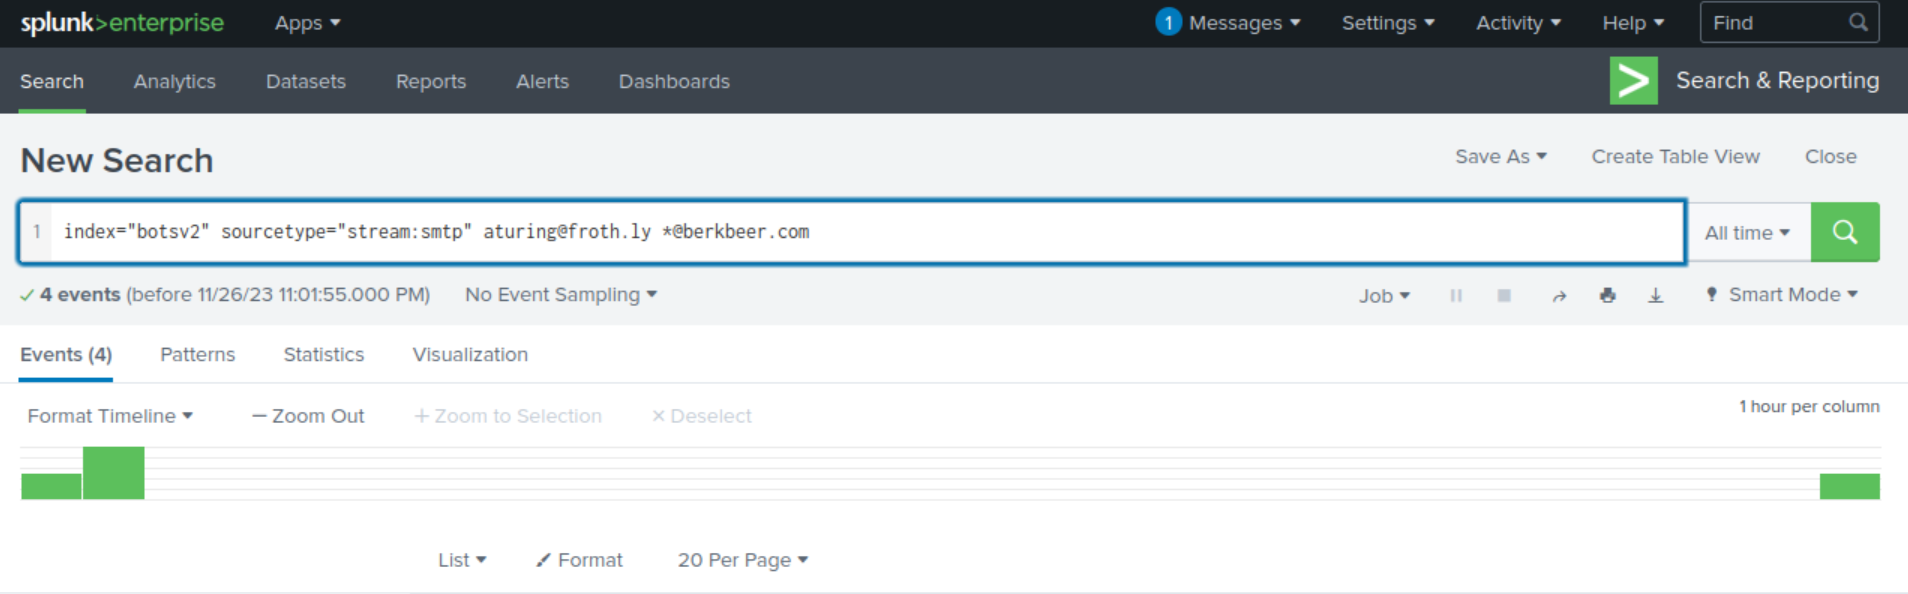 splunk>enterprise Apps 1 Messages Settings Activity Help Find
Search Analytics Datasets Reports Alerts Dashboards > Search & Reporting
New Search Save As Create Table View Close
1 index="botsv2" sourcetype="stream:smtp" aturing@froth.ly *@berkbeer.com All time
4 events (before 11/26/23 11:01:55.000 PM) No Event Sampling Job Smart Mode
Events (4) Patterns Statistics Visualization
Format Timeline — Zoom Out + Zoom to Selection × Deselect 1 hour per column
List Format 20 Per Page